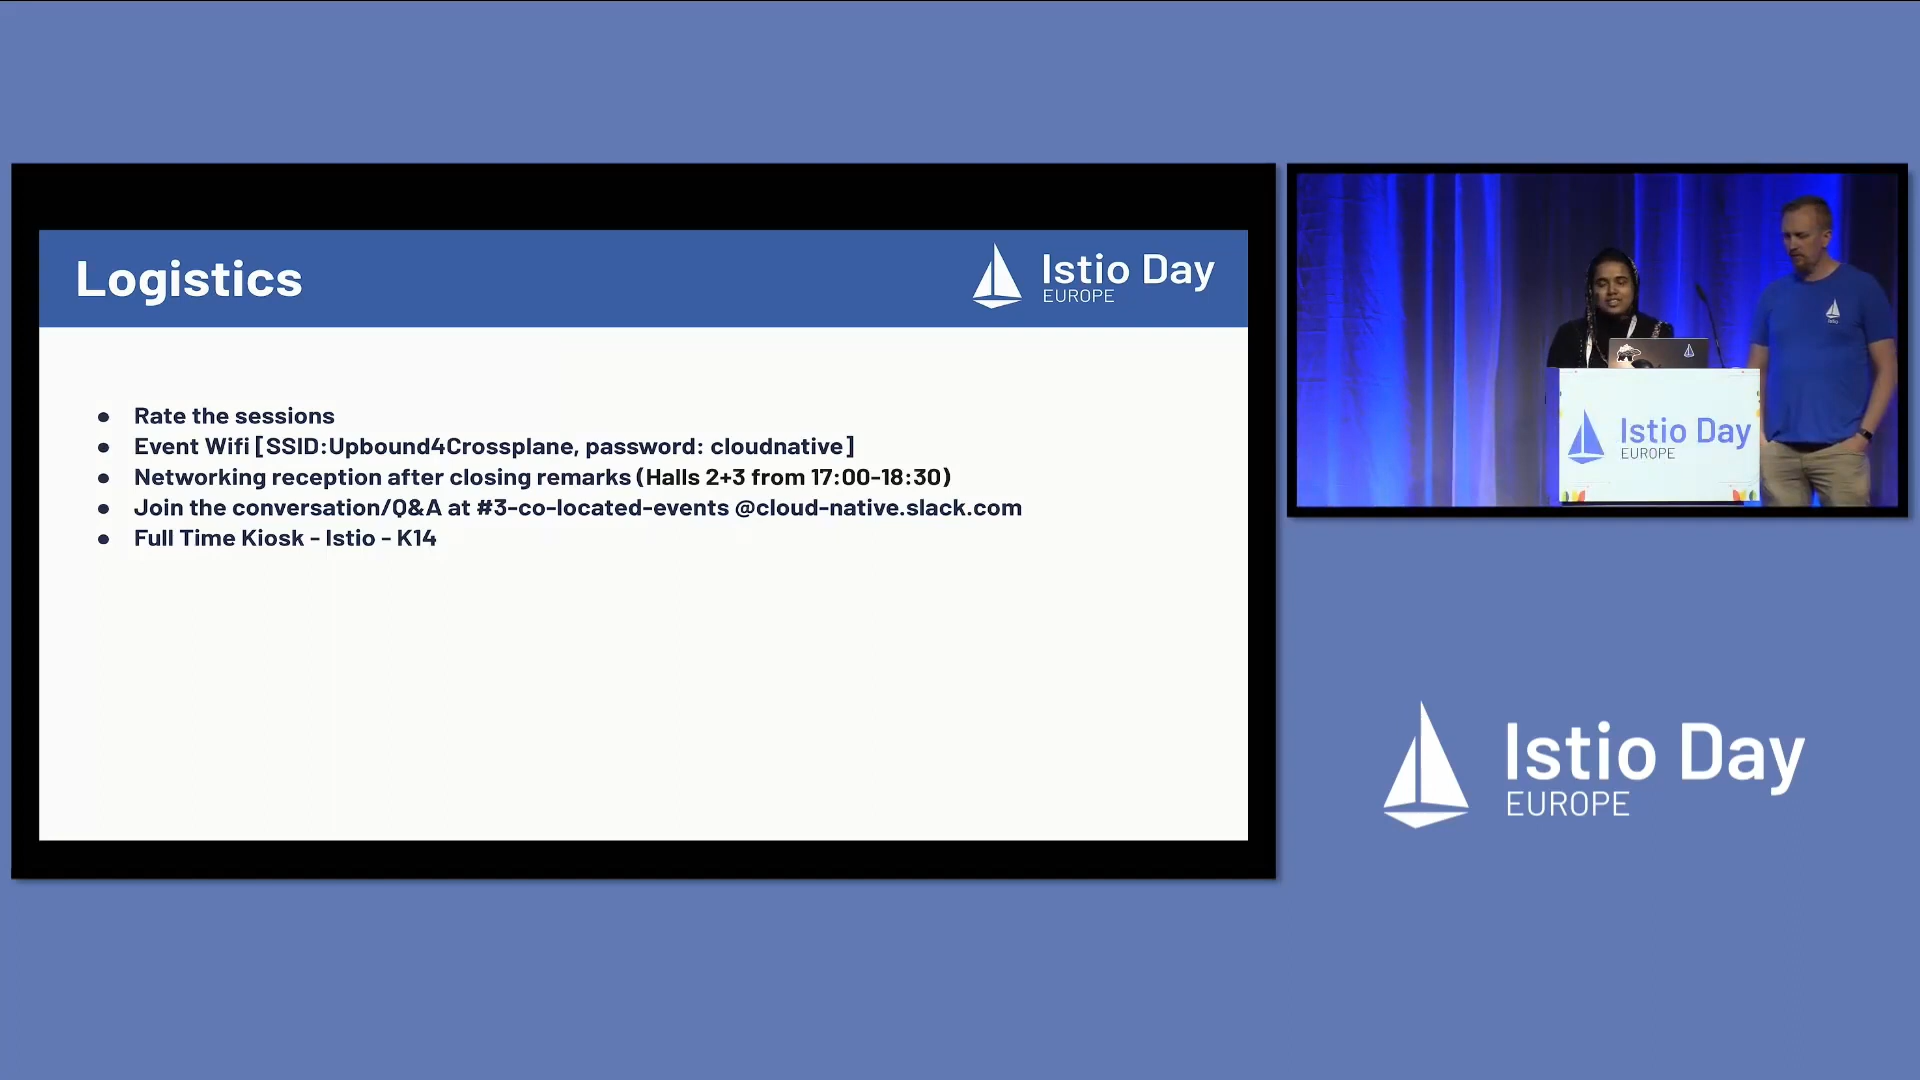 Logistics
Istio Day
EUROPE
● Rate the sessions
● Event Wifi [SSID:Upbound4Crossplane, password: cloudnative]
● Networking reception after closing remarks (Halls 2+3 from 17:00-18:30)
● Join the conversation/Q&A at #3-co-located-events @cloud-native.slack.com
● Full Time Kiosk - Istio - K14
Istio Day
EUROPE
Istio Day
EUROPE